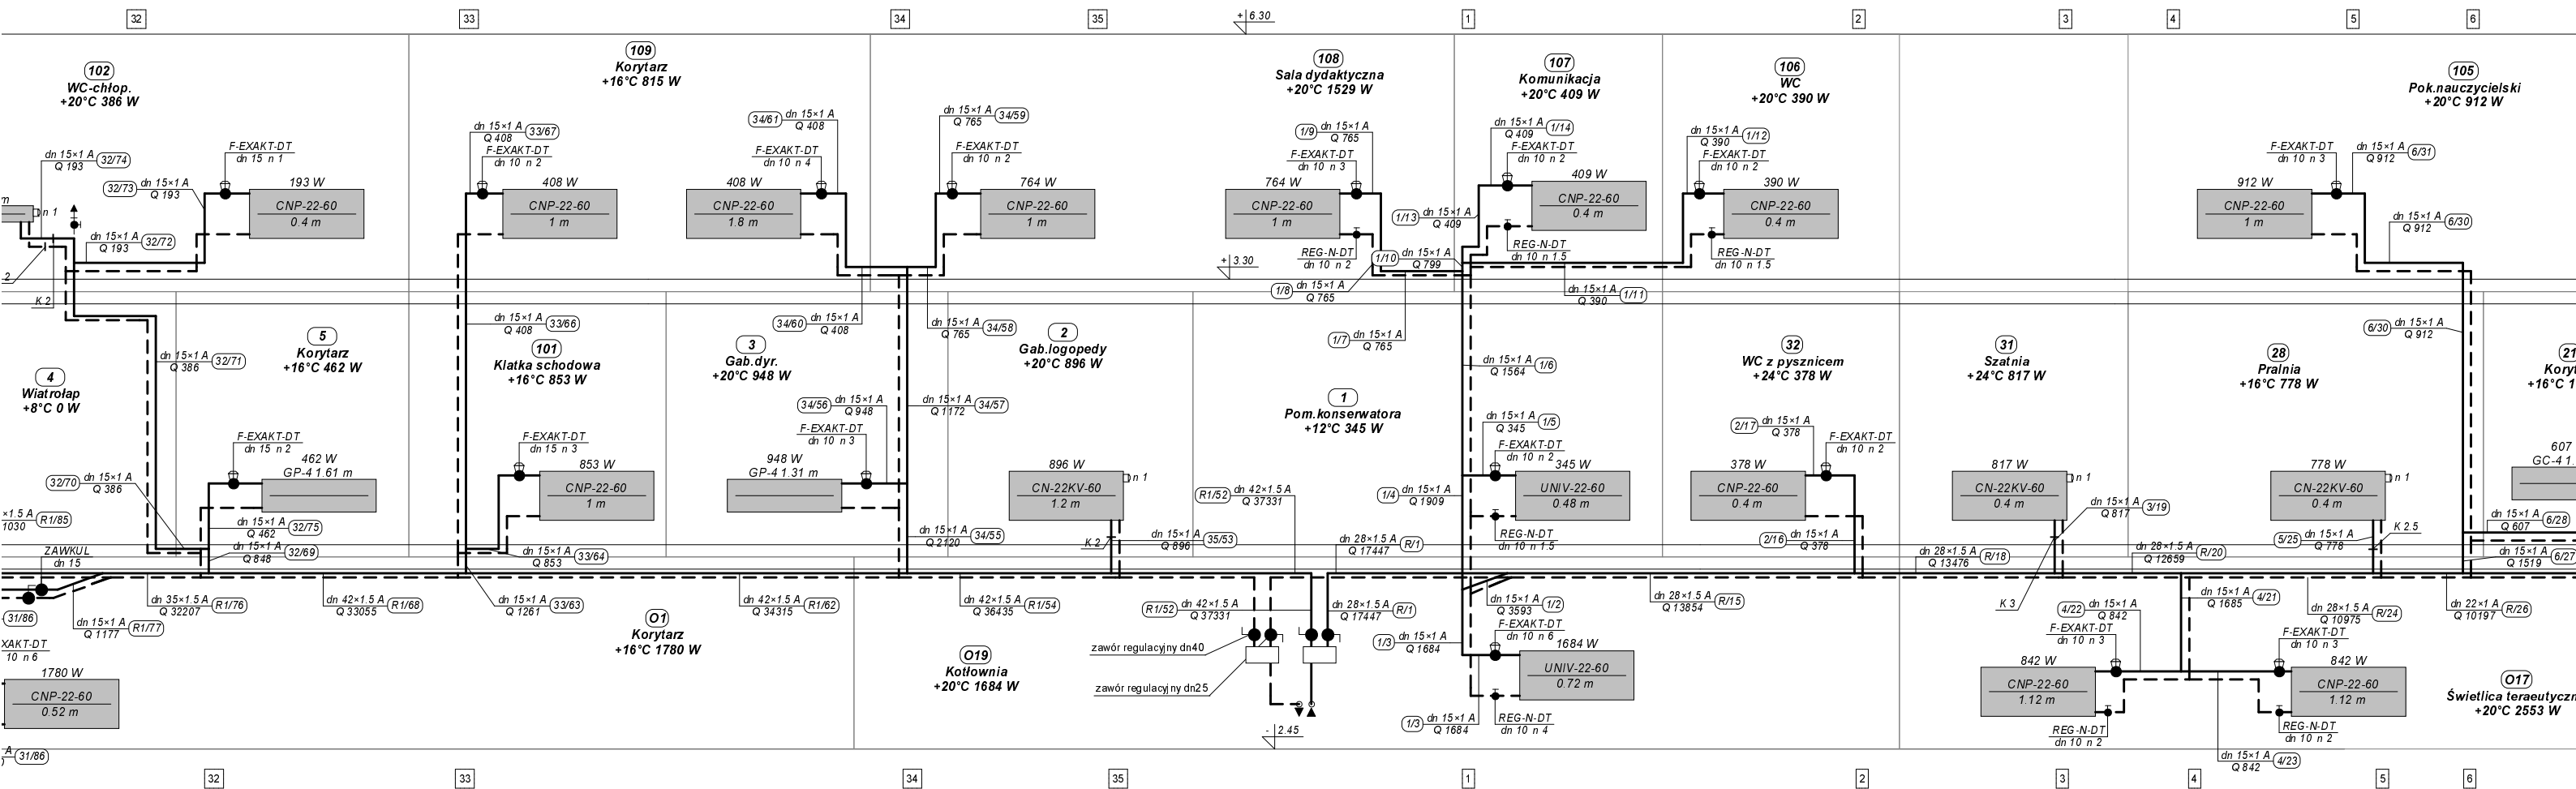 32
33
34
35
+ 6.30
1
2
3
4
5
6
102
WC-chłop.
+20°C 386 W
109
Korytarz
+16°C 815 W
108
Sala dydaktyczna
+20°C 1529 W
107
Komunikacja
+20°C 409 W
106
WC
+20°C 390 W
105
Pok.nauczycielski
+20°C 912 W
dn 15×1 A 32/74
Q 193
F-EXAKT-DT
dn 15 n 1
32/73 dn 15×1 A
Q 193
193 W
CNP-22-60
0.4 m
n 1
dn 15×1 A 32/72
Q 193
2
K 2
dn 15×1 A 33/67
Q 408
F-EXAKT-DT
dn 10 n 2
408 W
CNP-22-60
1 m
34/61 dn 15×1 A
Q 408
F-EXAKT-DT
dn 10 n 4
408 W
CNP-22-60
1.8 m
dn 15×1 A 34/59
Q 765
F-EXAKT-DT
dn 10 n 2
764 W
CNP-22-60
1 m
1/9 dn 15×1 A
Q 765
F-EXAKT-DT
dn 10 n 3
764 W
CNP-22-60
1 m
REG-N-DT
dn 10 n 2
+ 3.30
dn 15×1 A 1/14
Q 409
F-EXAKT-DT
dn 10 n 2
409 W
CNP-22-60
0.4 m
1/13 dn 15×1 A
Q 409
REG-N-DT
dn 10 n 1.5
1/10 dn 15×1 A
Q 799
1/8 dn 15×1 A
Q 765
dn 15×1 A 1/12
Q 390
F-EXAKT-DT
dn 10 n 2
390 W
CNP-22-60
0.4 m
REG-N-DT
dn 10 n 1.5
dn 15×1 A 1/11
Q 390
F-EXAKT-DT
dn 10 n 3
dn 15×1 A 6/31
Q 912
912 W
CNP-22-60
1 m
dn 15×1 A 6/30
Q 912
5
Korytarz
+16°C 462 W
4
Wiatrołap
+8°C 0 W
dn 15×1 A 32/71
Q 386
dn 15×1 A 33/66
Q 408
101
Klatka schodowa
+16°C 853 W
34/60 dn 15×1 A
Q 408
3
Gab.dyr.
+20°C 948 W
dn 15×1 A 34/58
Q 765
2
Gab.logopedy
+20°C 896 W
1/7 dn 15×1 A
Q 765
1
Pom.konserwatora
+12°C 345 W
dn 15×1 A 1/6
Q 1564
32
WC z pysznicem
+24°C 378 W
31
Szatnia
+24°C 817 W
28
Pralnia
+16°C 778 W
6/30 dn 15×1 A
Q 912
21
+16°C
F-EXAKT-DT
dn 15 n 2
462 W
GP-4 1.61 m
32/70 dn 15×1 A
Q 386
dn 15×1 A 32/75
Q 462
dn 15×1 A 32/69
Q 848
×1.5 A R1/85
1030
ZAWKUL
dn 15
F-EXAKT-DT
dn 15 n 3
853 W
CNP-22-60
1 m
dn 15×1 A 33/64
Q 853
34/56 dn 15×1 A
Q 948
F-EXAKT-DT
dn 10 n 3
948 W
GP-4 1.31 m
dn 15×1 A 34/57
Q 1172
dn 15×1 A 34/55
Q 2120
896 W
CN-22KV-60
1.2 m
n 1
K 2
dn 15×1 A 35/53
Q 896
R1/52 dn 42×1.5 A
Q 37331
dn 28×1.5 A R/1
Q 17447
1/4 dn 15×1 A
Q 1909
dn 15×1 A 1/5
Q 345
F-EXAKT-DT
dn 10 n 2
345 W
UNIV-22-60
0.48 m
REG-N-DT
dn 10 n 1.5
2/17 dn 15×1 A
Q 378
F-EXAKT-DT
dn 10 n 2
378 W
CNP-22-60
0.4 m
2/16 dn 15×1 A
Q 378
817 W
CN-22KV-60
0.4 m
n 1
dn 15×1 A 3/19
Q 817
dn 28×1.5 A R/18
Q 13476
K 3
dn 28×1.5 A R/20
Q 12659
778 W
CN-22KV-60
0.4 m
n 1
K 2.5
5/25 dn 15×1 A
Q 778
607
dn 15×1 A 6/28
Q 607
dn 15×1 A 6/27
Q 1519
31/86
dn 15×1 A R1/77
Q 1177
dn 35×1.5 A R1/76
Q 32207
dn 42×1.5 A R1/68
Q 33055
dn 15×1 A 33/63
Q 1261
dn 42×1.5 A R1/62
Q 34315
dn 42×1.5 A R1/54
Q 36435
R1/52 dn 42×1.5 A
Q 37331
dn 28×1.5 A R/1
Q 17447
dn 15×1 A 1/2
Q 3593
dn 28×1.5 A R/15
Q 13854
4/22 dn 15×1 A
Q 842
dn 15×1 A 4/21
Q 1685
dn 28×1.5 A R/24
Q 10975
dn 22×1 A R/26
Q 10197
XAKT-DT
10 n 6
1780 W
CNP-22-60
0.52 m
A 31/86
O1
Korytarz
+16°C 1780 W
O19
Kotłownia
+20°C 1684 W
zawór regulacyjny dn40
zawór regulacyjny dn25
- 2.45
1/3 dn 15×1 A
Q 1684
F-EXAKT-DT
dn 10 n 6
1684 W
UNIV-22-60
0.72 m
1/3 dn 15×1 A
Q 1684
REG-N-DT
dn 10 n 4
F-EXAKT-DT
dn 10 n 3
842 W
CNP-22-60
1.12 m
REG-N-DT
dn 10 n 2
F-EXAKT-DT
dn 10 n 3
842 W
CNP-22-60
1.12 m
REG-N-DT
dn 10 n 2
dn 15×1 A 4/23
Q 842
O17
Świetlica teraeutyczn
+20°C 2553 W
32
33
34
35
1
2
3
4
5
6